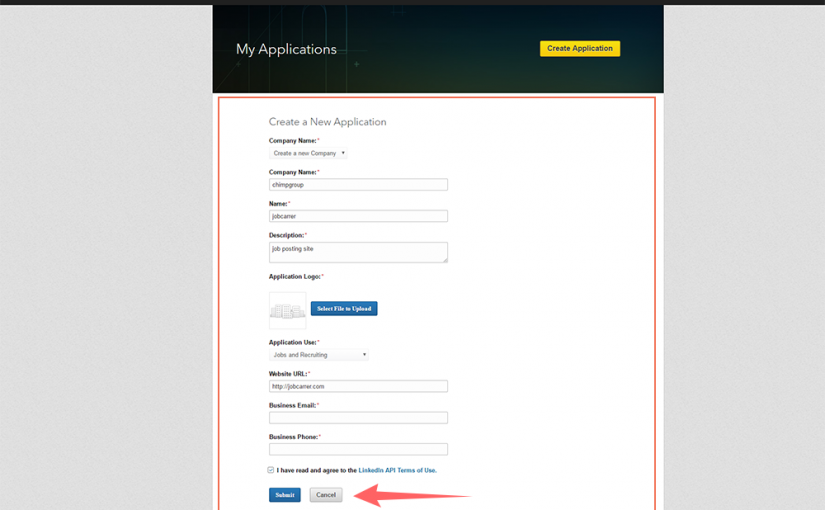 My Applications
Create Application
Create a New Application
Company Name:*
Create a new Company
Company Name:*
chimpgroup
Name:*
jobcarrer
Description:*
job posting site
Application Logo:*
Select File to Upload
Application Use:*
Jobs and Recruiting
Website URL:*
http://jobcarrer.com
Business Email:*
Business Phone:*
I have read and agree to the LinkedIn API Terms of Use.
Submit Cancel